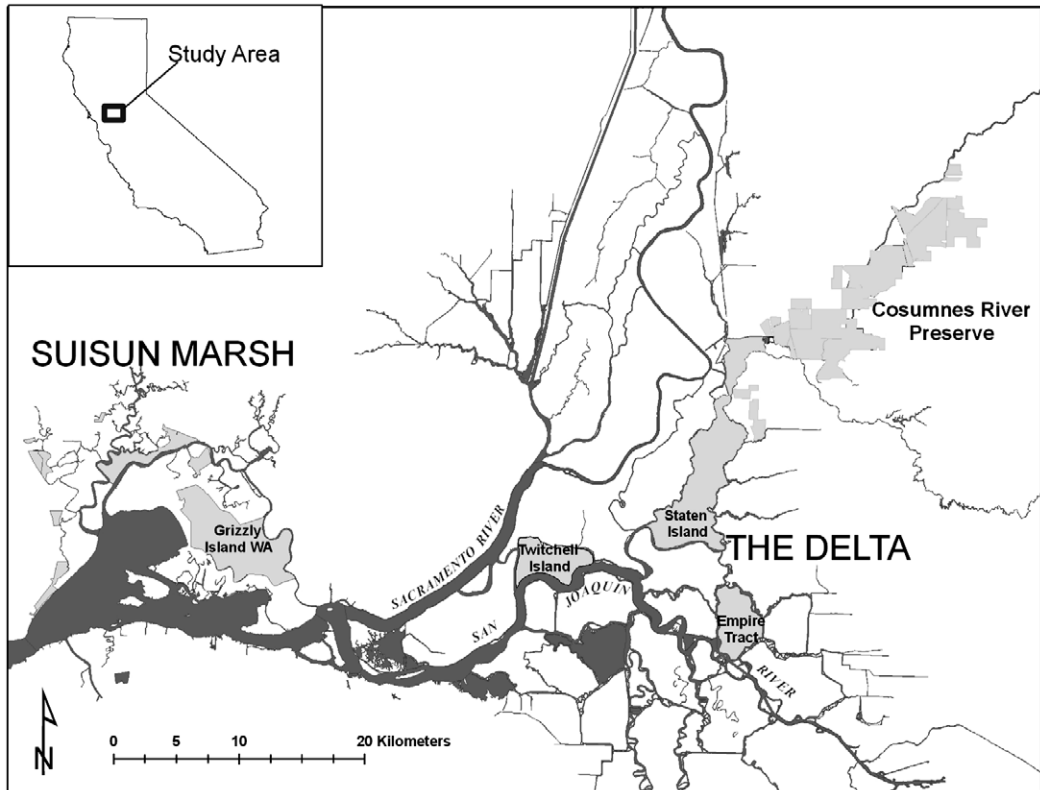 Study Area
Cosumnes River
Preserve
SUISUN MARSH
Grizzly
Island WA
SACRAMENTO RIVER
Staten
Island
THE DELTA
Twitchell
Island
SAN
JOAQUIN
RIVER
Empire
Tract
N
0 5 10 20 Kilometers